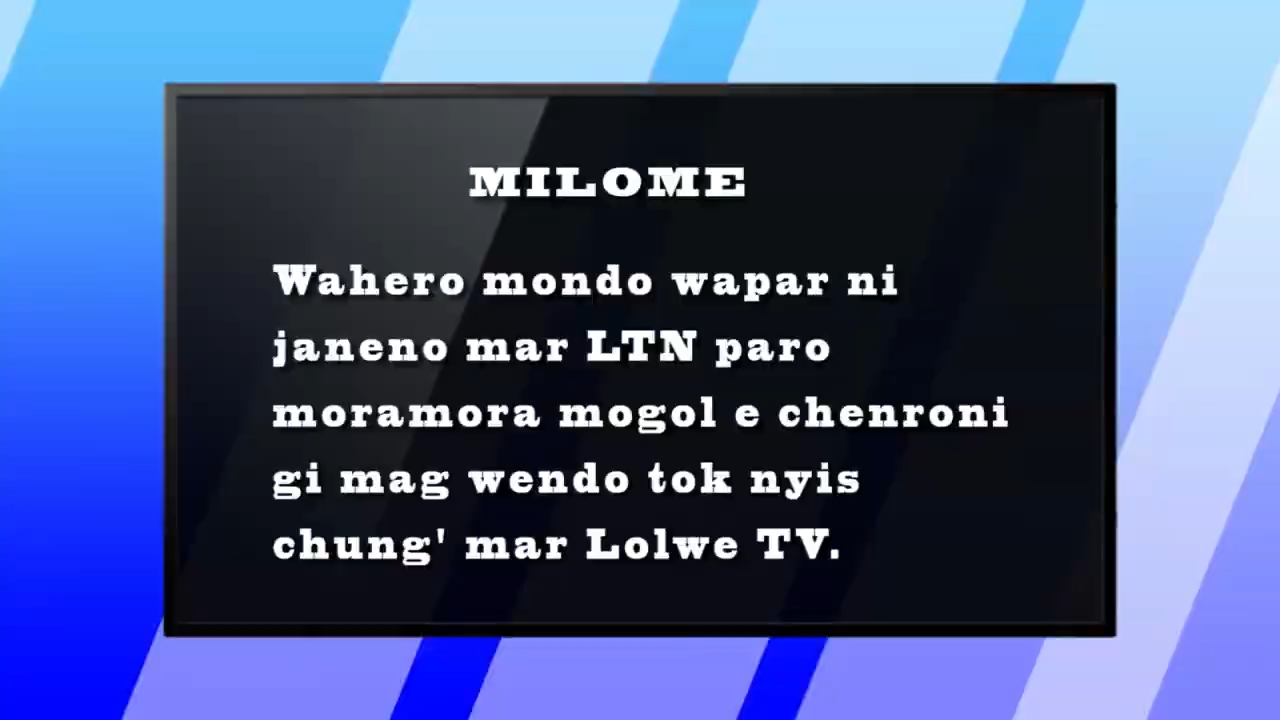 MILOME
Wahero mondo wapar ni
janeno mar LTN paro
moramora mogol e chenroni
gi mag wendo tok nyis
chung' mar Lolwe TV.